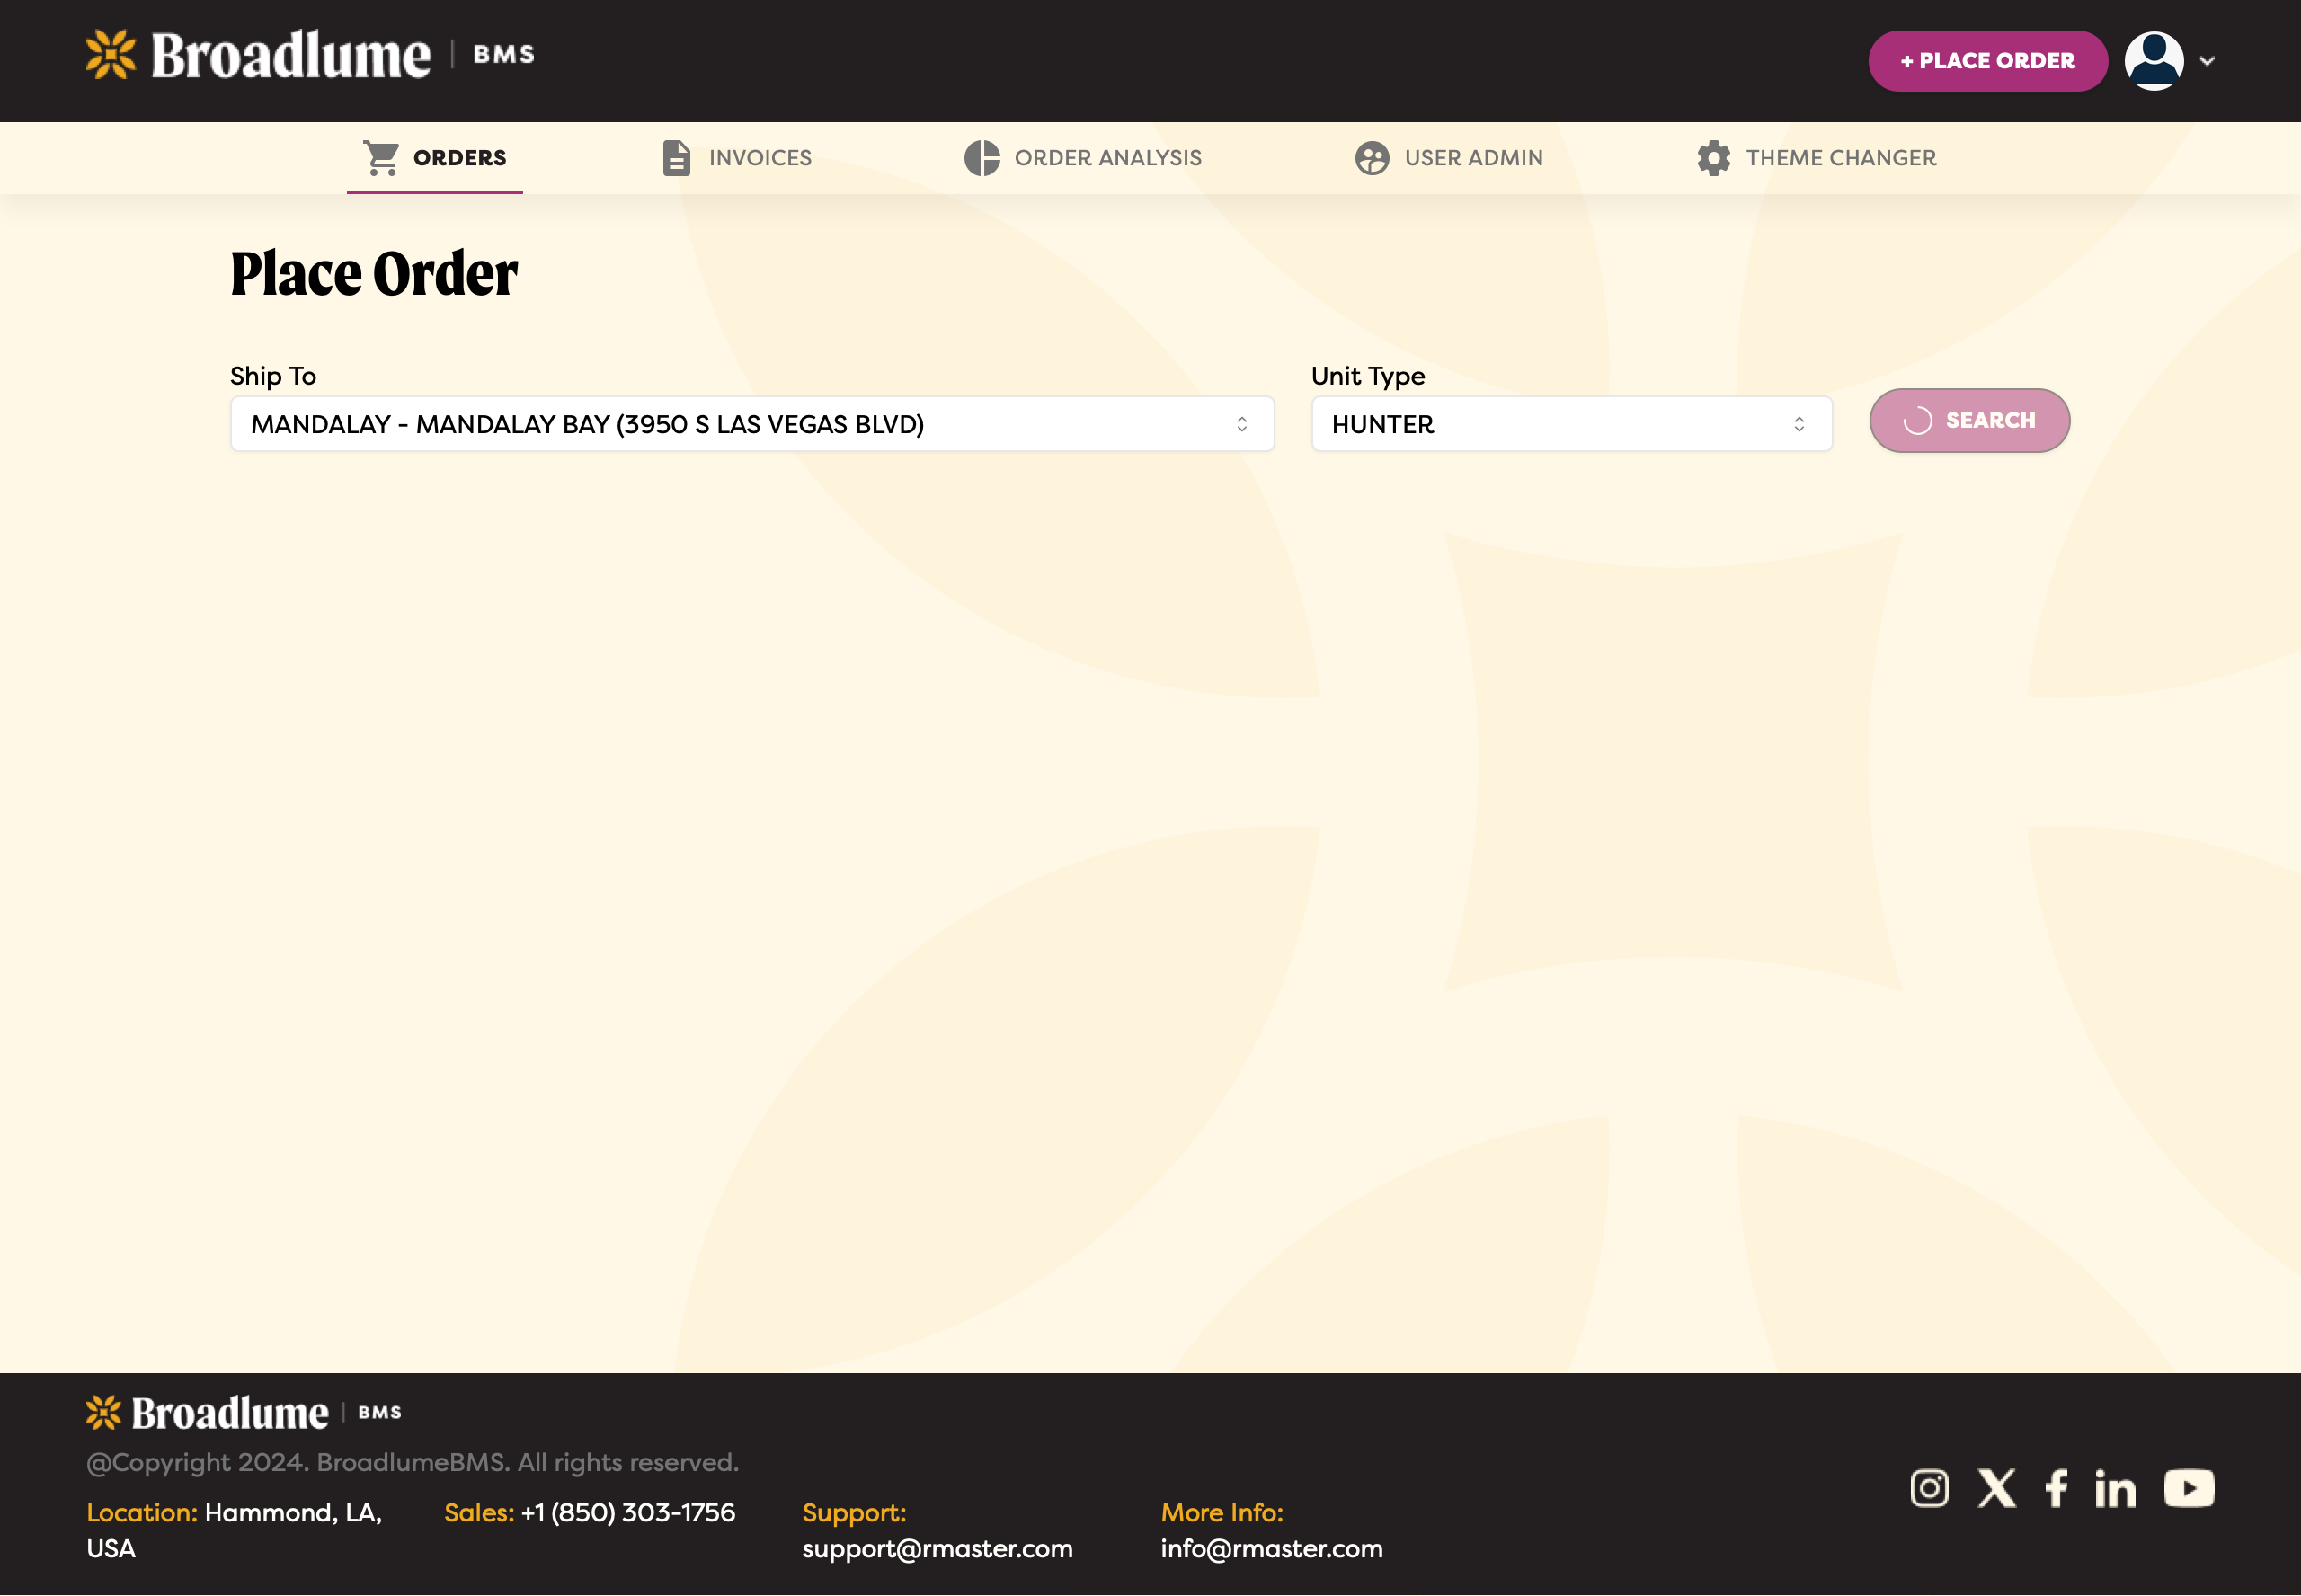 Broadlume | BMS
+ PLACE ORDER
ORDERS
INVOICES
ORDER ANALYSIS
USER ADMIN
THEME CHANGER
Place Order
Ship To
MANDALAY - MANDALAY BAY (3950 S LAS VEGAS BLVD)
Unit Type
HUNTER
SEARCH
Broadlume | BMS
@Copyright 2024. BroadlumeBMS. All rights reserved.
Location: Hammond, LA,
USA
Sales: +1 (850) 303-1756
Support:
support@rmaster.com
More Info:
info@rmaster.com